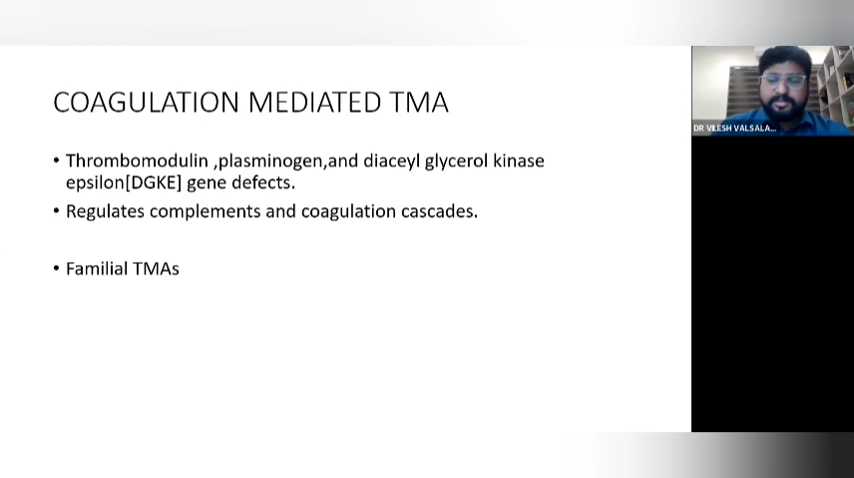 COAGULATION MEDIATED TMA
• Thrombomodulin ,plasminogen,and diaceyl glycerol kinase
epsilon[DGKE] gene defects.
• Regulates complements and coagulation cascades.
• Familial TMAs
DR VILESH VALSALA...